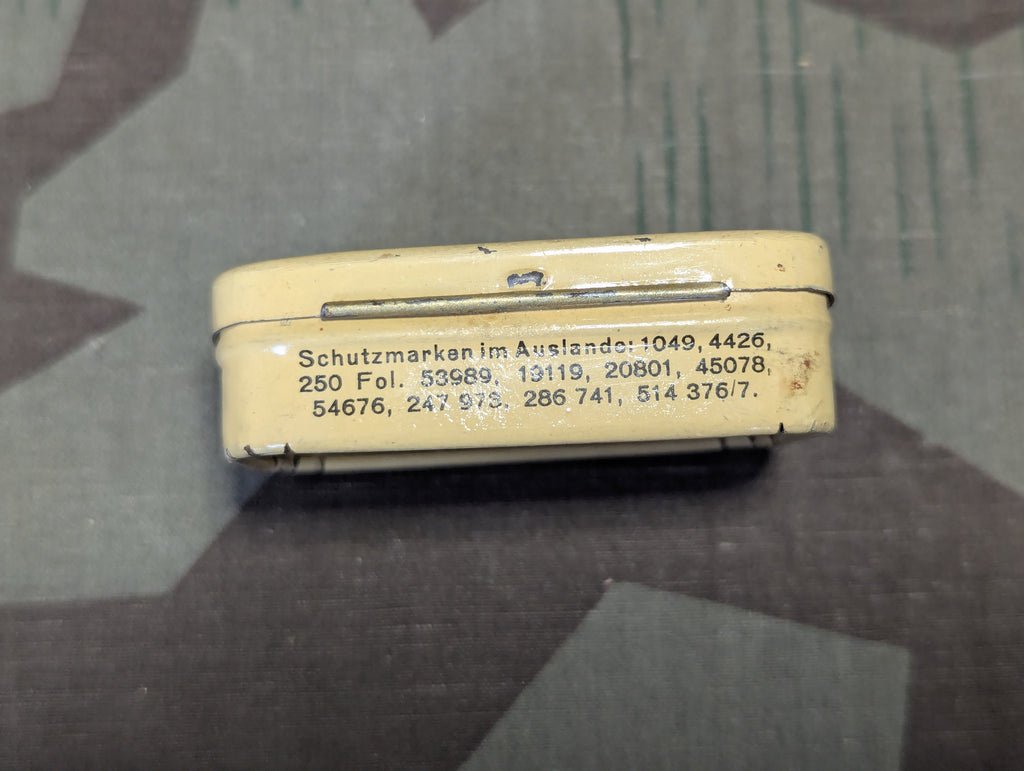 Schutzmarken im Auslande: 1049, 4426,
250 Fol. 53989, 19119, 20801, 45078,
54676, 247 973, 286 741, 514 376/7.